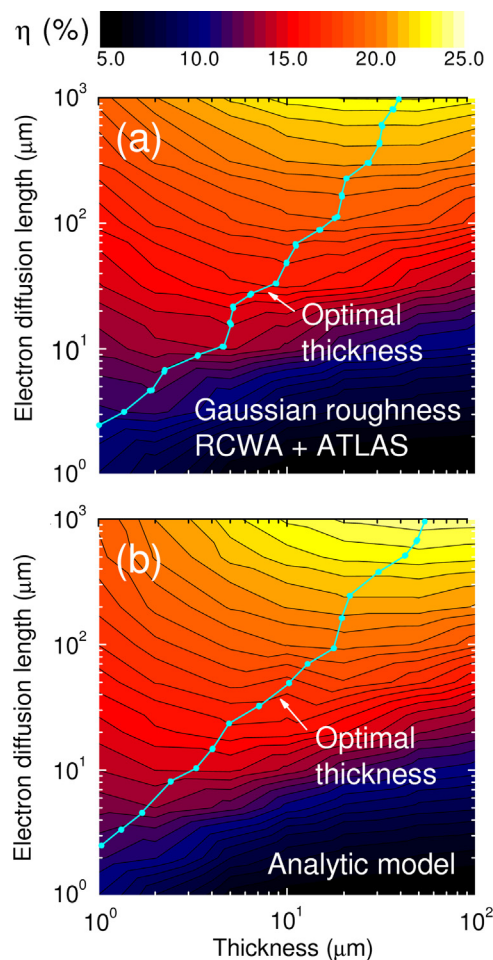 η (%)
5.0 10.0 15.0 20.0 25.0
(a)
Electron diffusion length (μm)
10³
10²
10¹
10⁰
Optimal
thickness
Gaussian roughness
RCWA + ATLAS
(b)
Electron diffusion length (μm)
10³
10²
10¹
10⁰
Optimal
thickness
Analytic model
10⁰ 10¹ 10²
Thickness (μm)